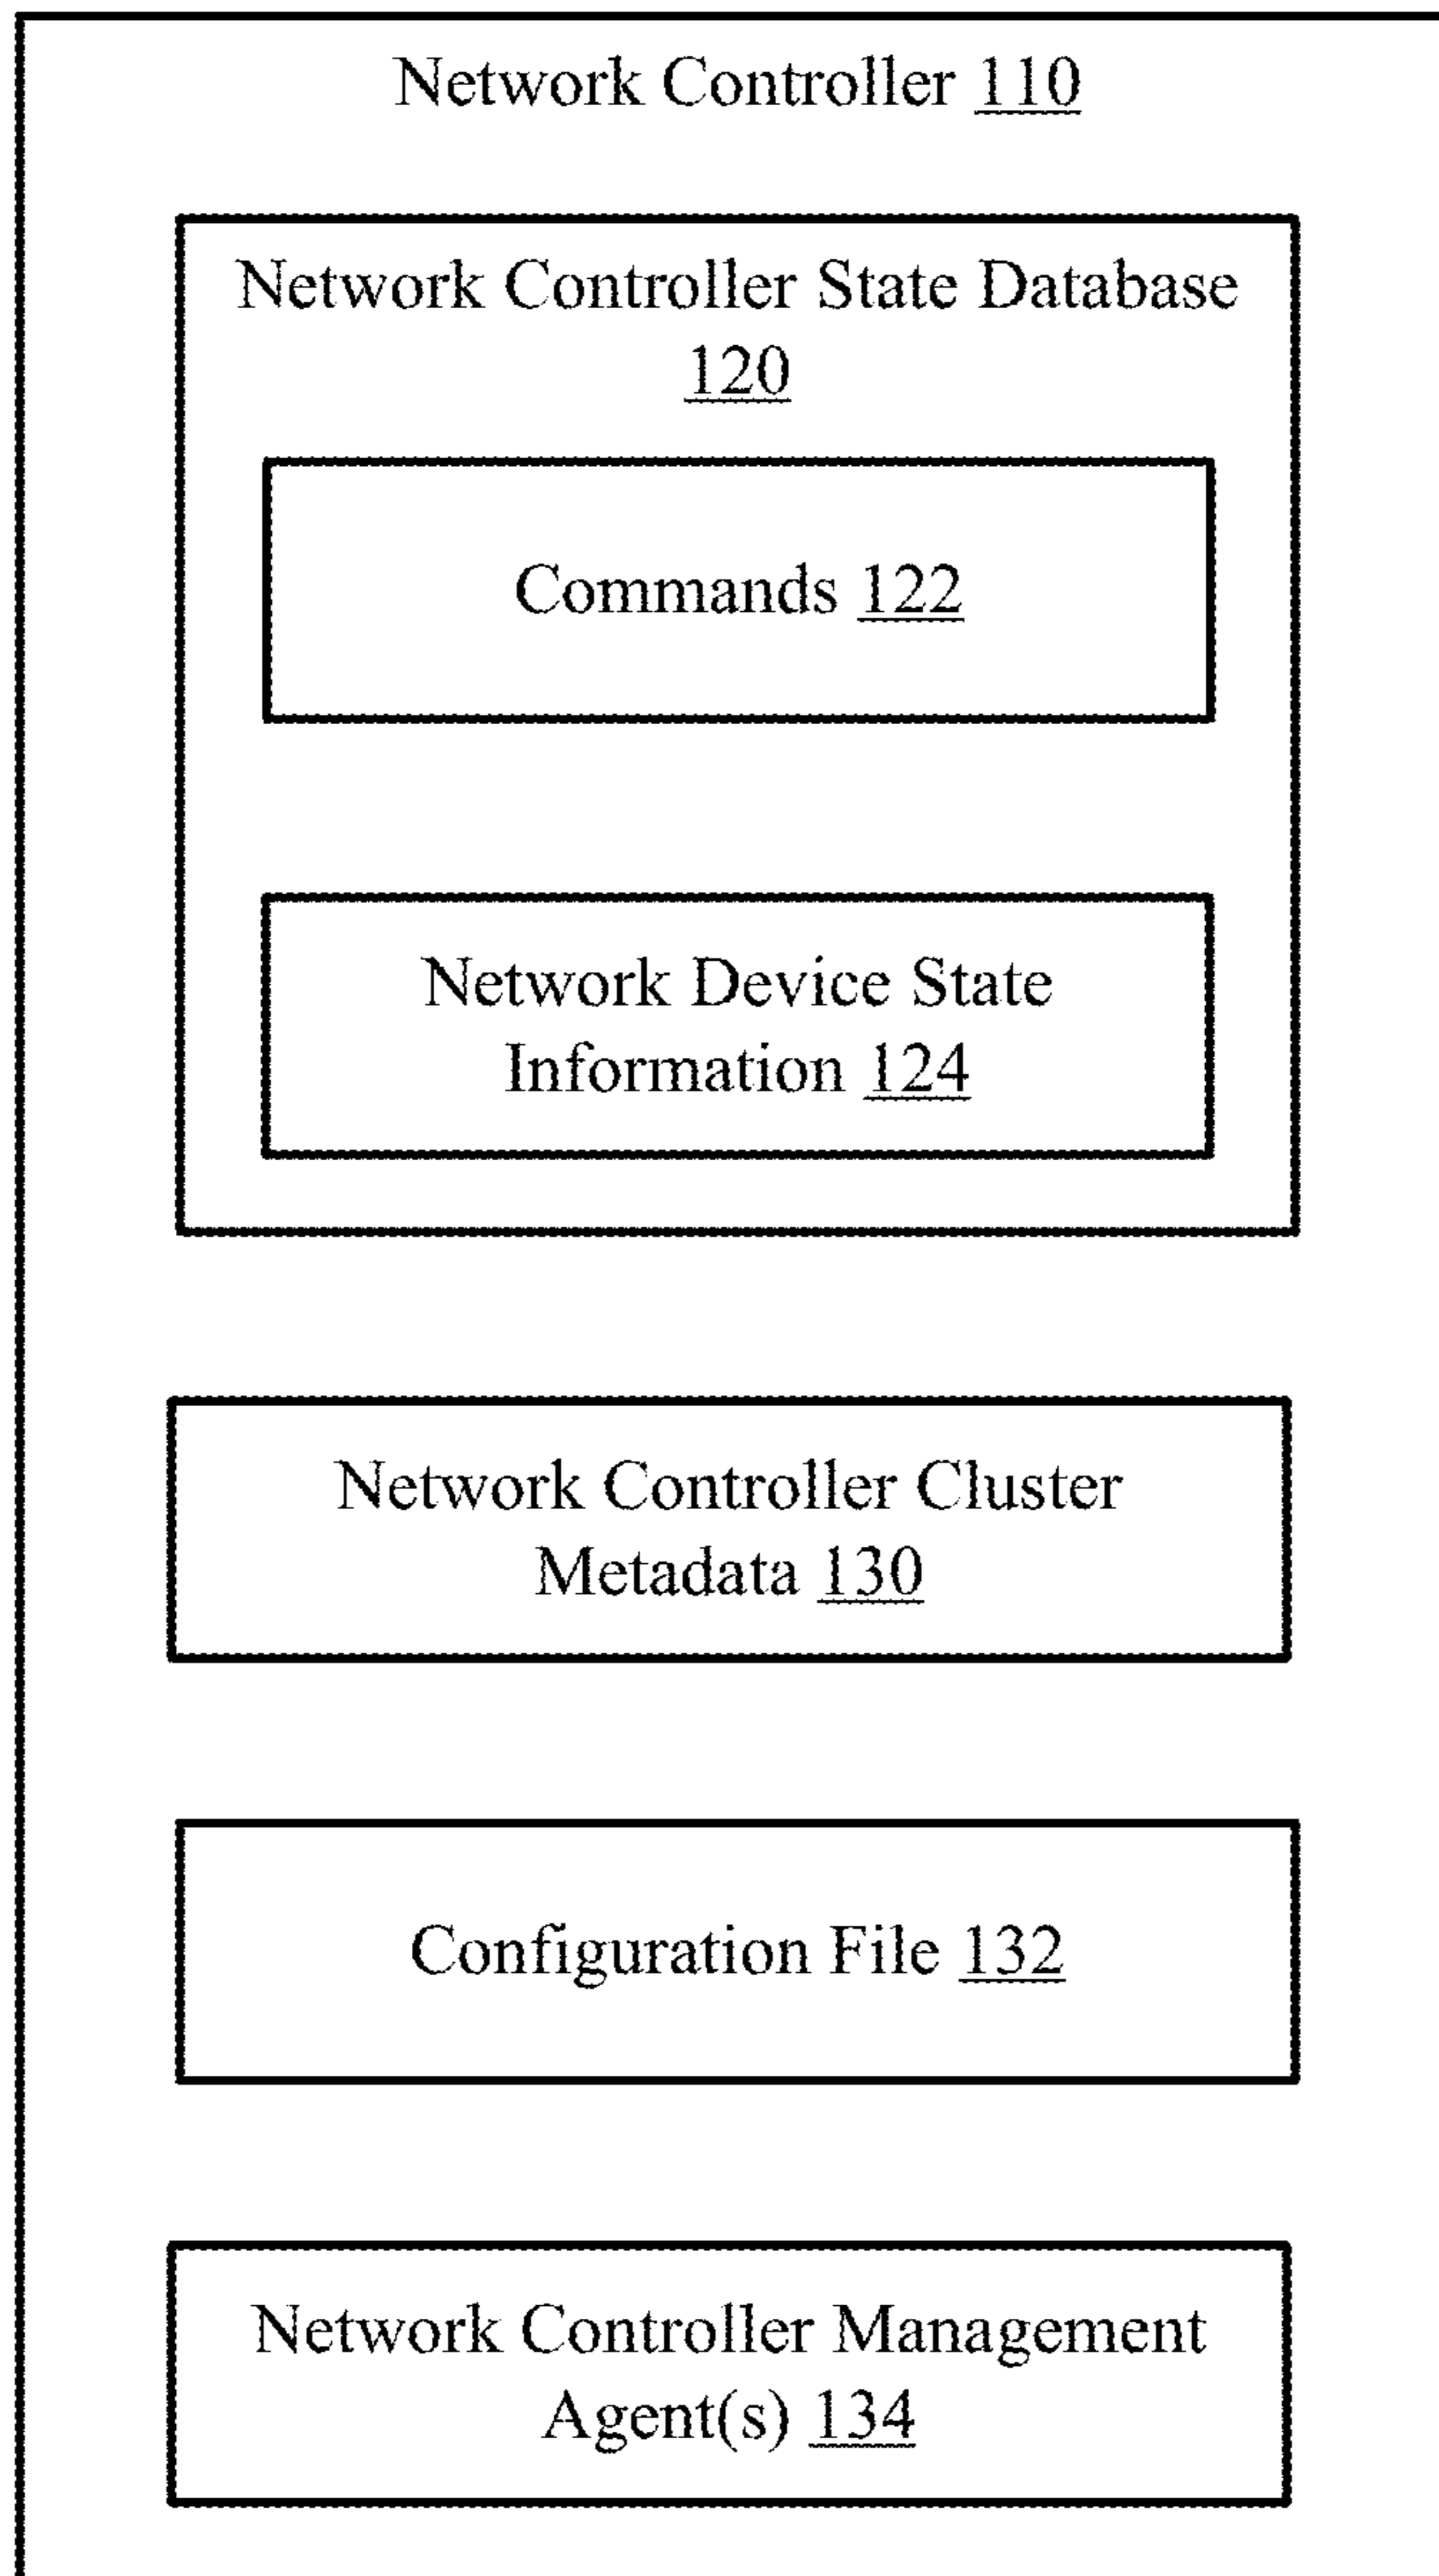 Network Controller 110
Network Controller State Database
120
Commands 122
Network Device State
Information 124
Network Controller Cluster
Metadata 130
Configuration File 132
Network Controller Management
Agent(s) 134